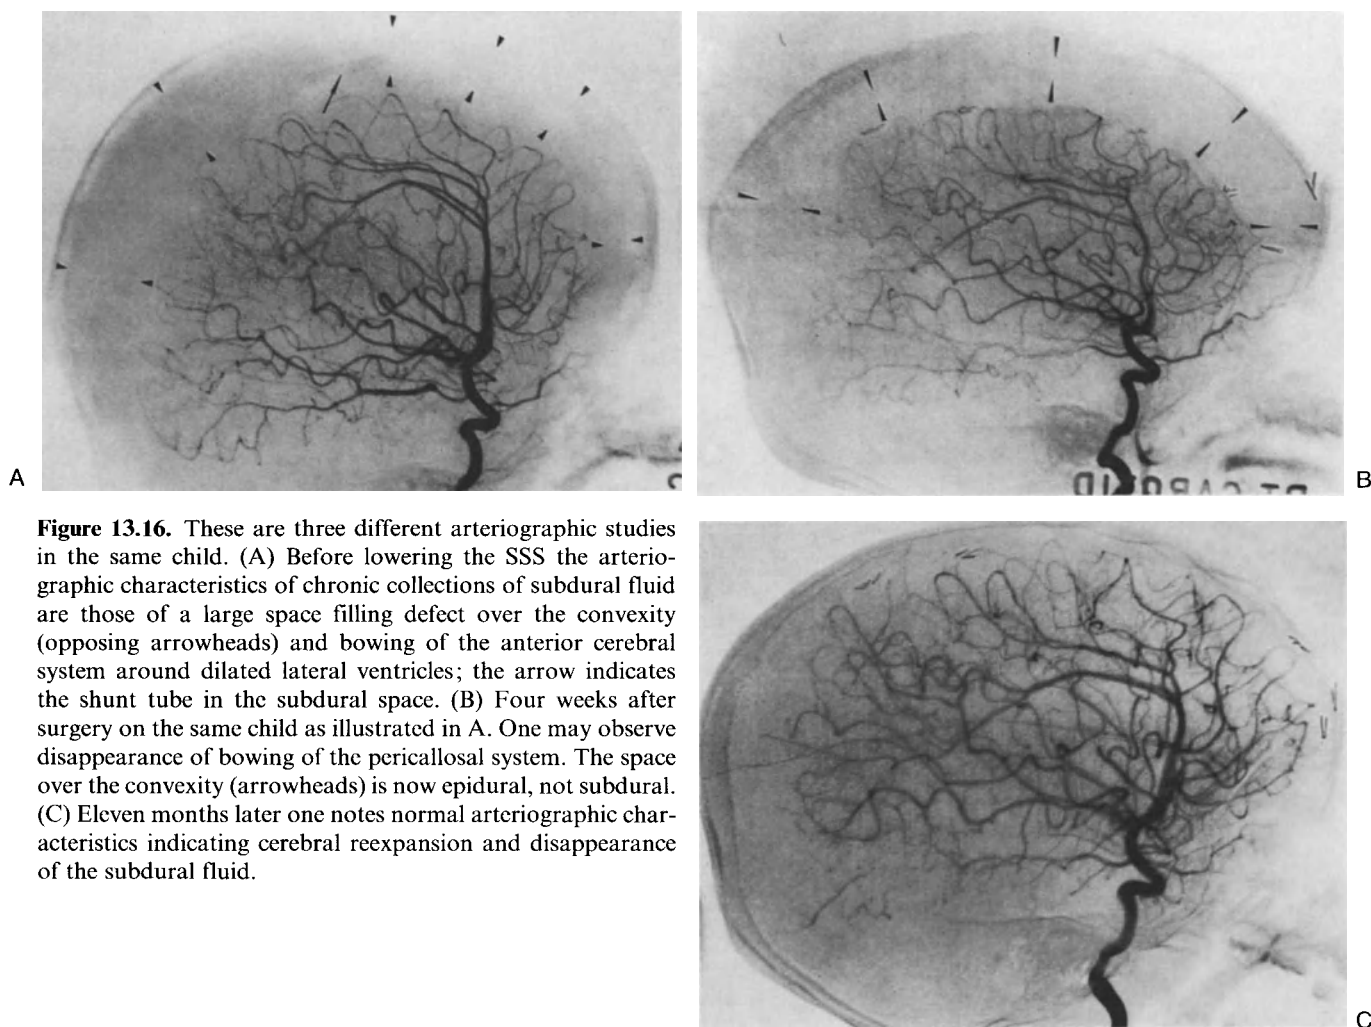 A
B
Figure 13.16. These are three different arteriographic studies
in the same child. (A) Before lowering the SSS the arterio-
graphic characteristics of chronic collections of subdural fluid
are those of a large space filling defect over the convexity
(opposing arrowheads) and bowing of the anterior cerebral
system around dilated lateral ventricles; the arrow indicates
the shunt tube in the subdural space. (B) Four weeks after
surgery on the same child as illustrated in A. One may observe
disappearance of bowing of the pericallosal system. The space
over the convexity (arrowheads) is now epidural, not subdural.
(C) Eleven months later one notes normal arteriographic char-
acteristics indicating cerebral reexpansion and disappearance
of the subdural fluid.
C